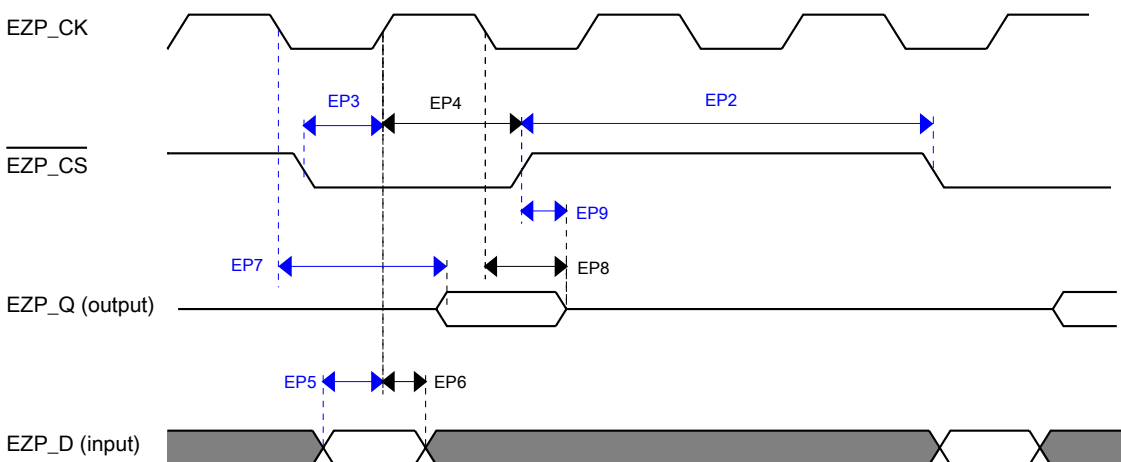 EZP_CK
EP3
EP4
EP2
EZP_CS
EP9
EP7
EP8
EZP_Q (output)
EP5
EP6
EZP_D (input)